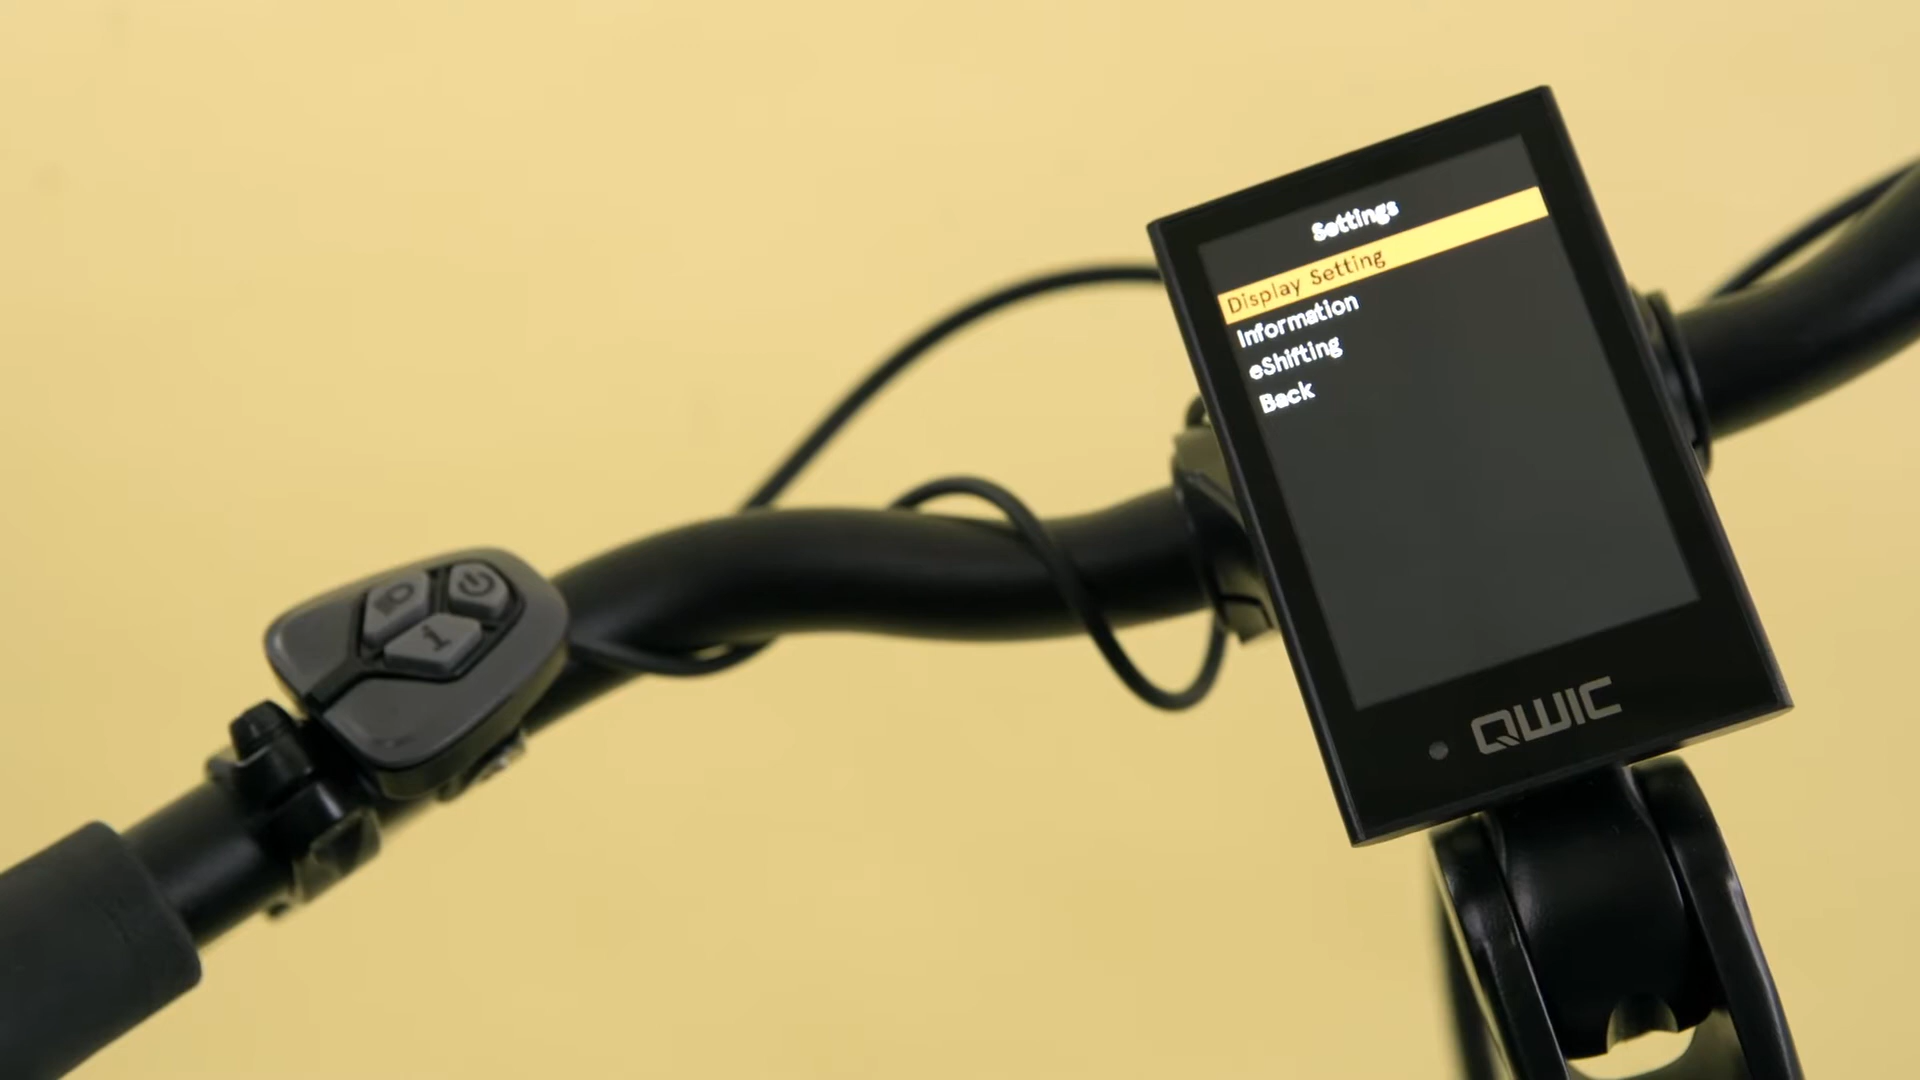 Settings
Display Setting
Information
eShifting
Back
QWIC
i